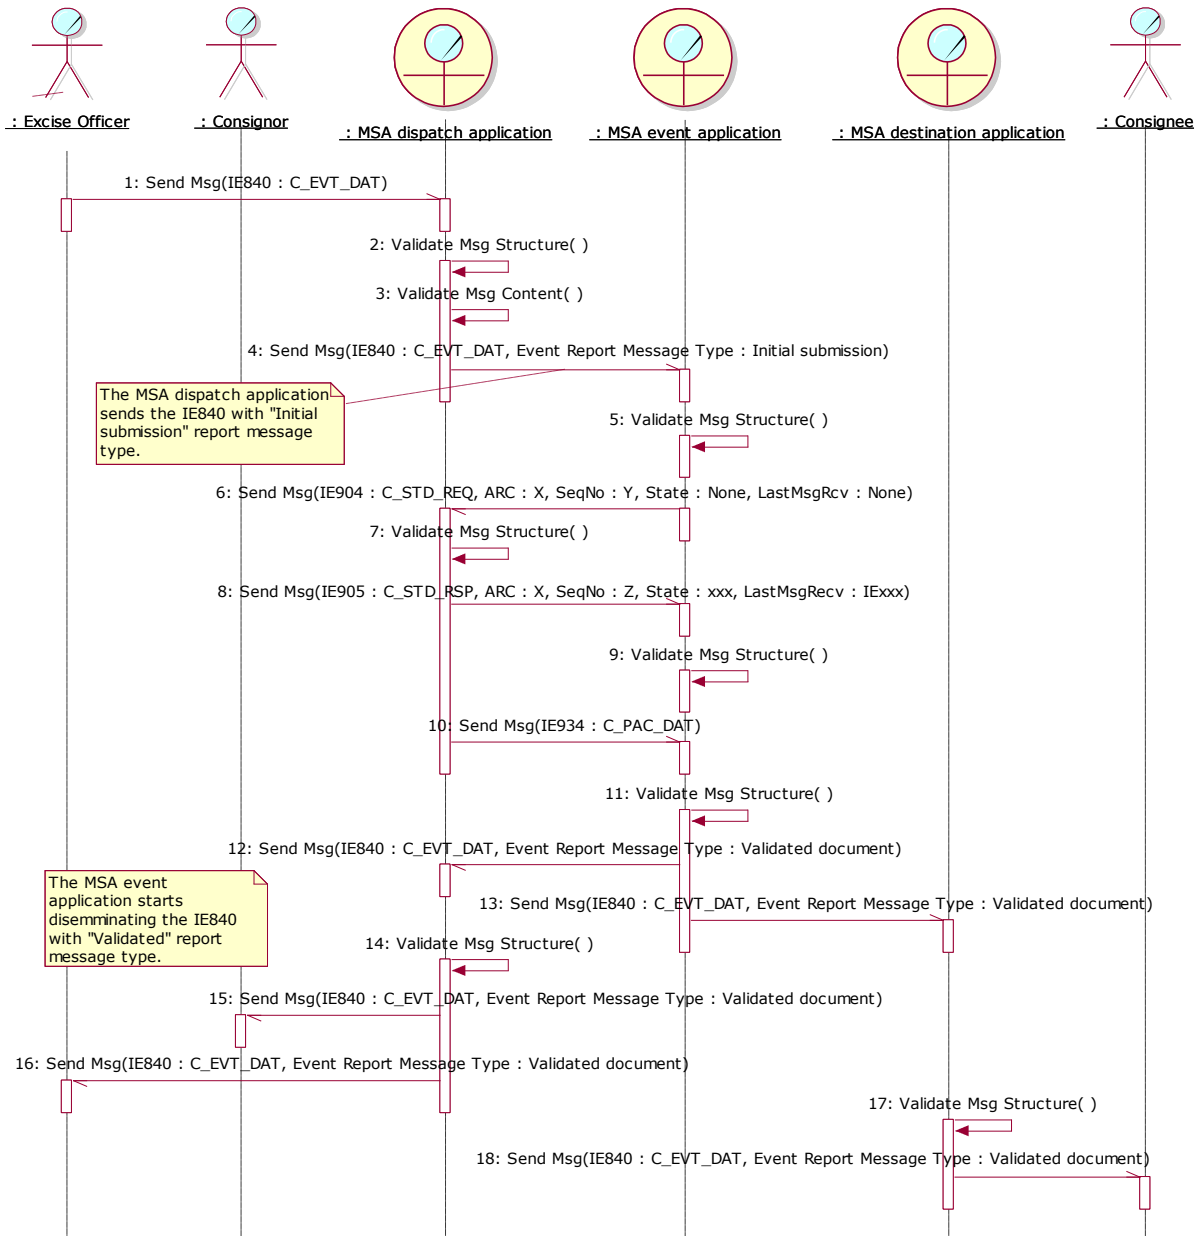 : Excise Officer
: Consignor
: MSA dispatch application
: MSA event application
: MSA destination application
: Consignee
1: Send Msg(IE840 : C_EVT_DAT)
2: Validate Msg Structure( )
3: Validate Msg Content( )
4: Send Msg(IE840 : C_EVT_DAT, Event Report Message Type : Initial submission)
The MSA dispatch application
sends the IE840 with "Initial
submission" report message
type.
5: Validate Msg Structure( )
6: Send Msg(IE904 : C_STD_REQ, ARC : X, SeqNo : Y, State : None, LastMsgRcv : None)
7: Validate Msg Structure( )
8: Send Msg(IE905 : C_STD_RSP, ARC : X, SeqNo : Z, State : xxx, LastMsgRecv : IExxx)
9: Validate Msg Structure( )
10: Send Msg(IE934 : C_PAC_DAT)
11: Validate Msg Structure( )
12: Send Msg(IE840 : C_EVT_DAT, Event Report Message Type : Validated document)
The MSA event
application starts
disemminating the IE840
with "Validated" report
message type.
13: Send Msg(IE840 : C_EVT_DAT, Event Report Message Type : Validated document)
14: Validate Msg Structure( )
15: Send Msg(IE840 : C_EVT_DAT, Event Report Message Type : Validated document)
16: Send Msg(IE840 : C_EVT_DAT, Event Report Message Type : Validated document)
17: Validate Msg Structure( )
18: Send Msg(IE840 : C_EVT_DAT, Event Report Message Type : Validated document)